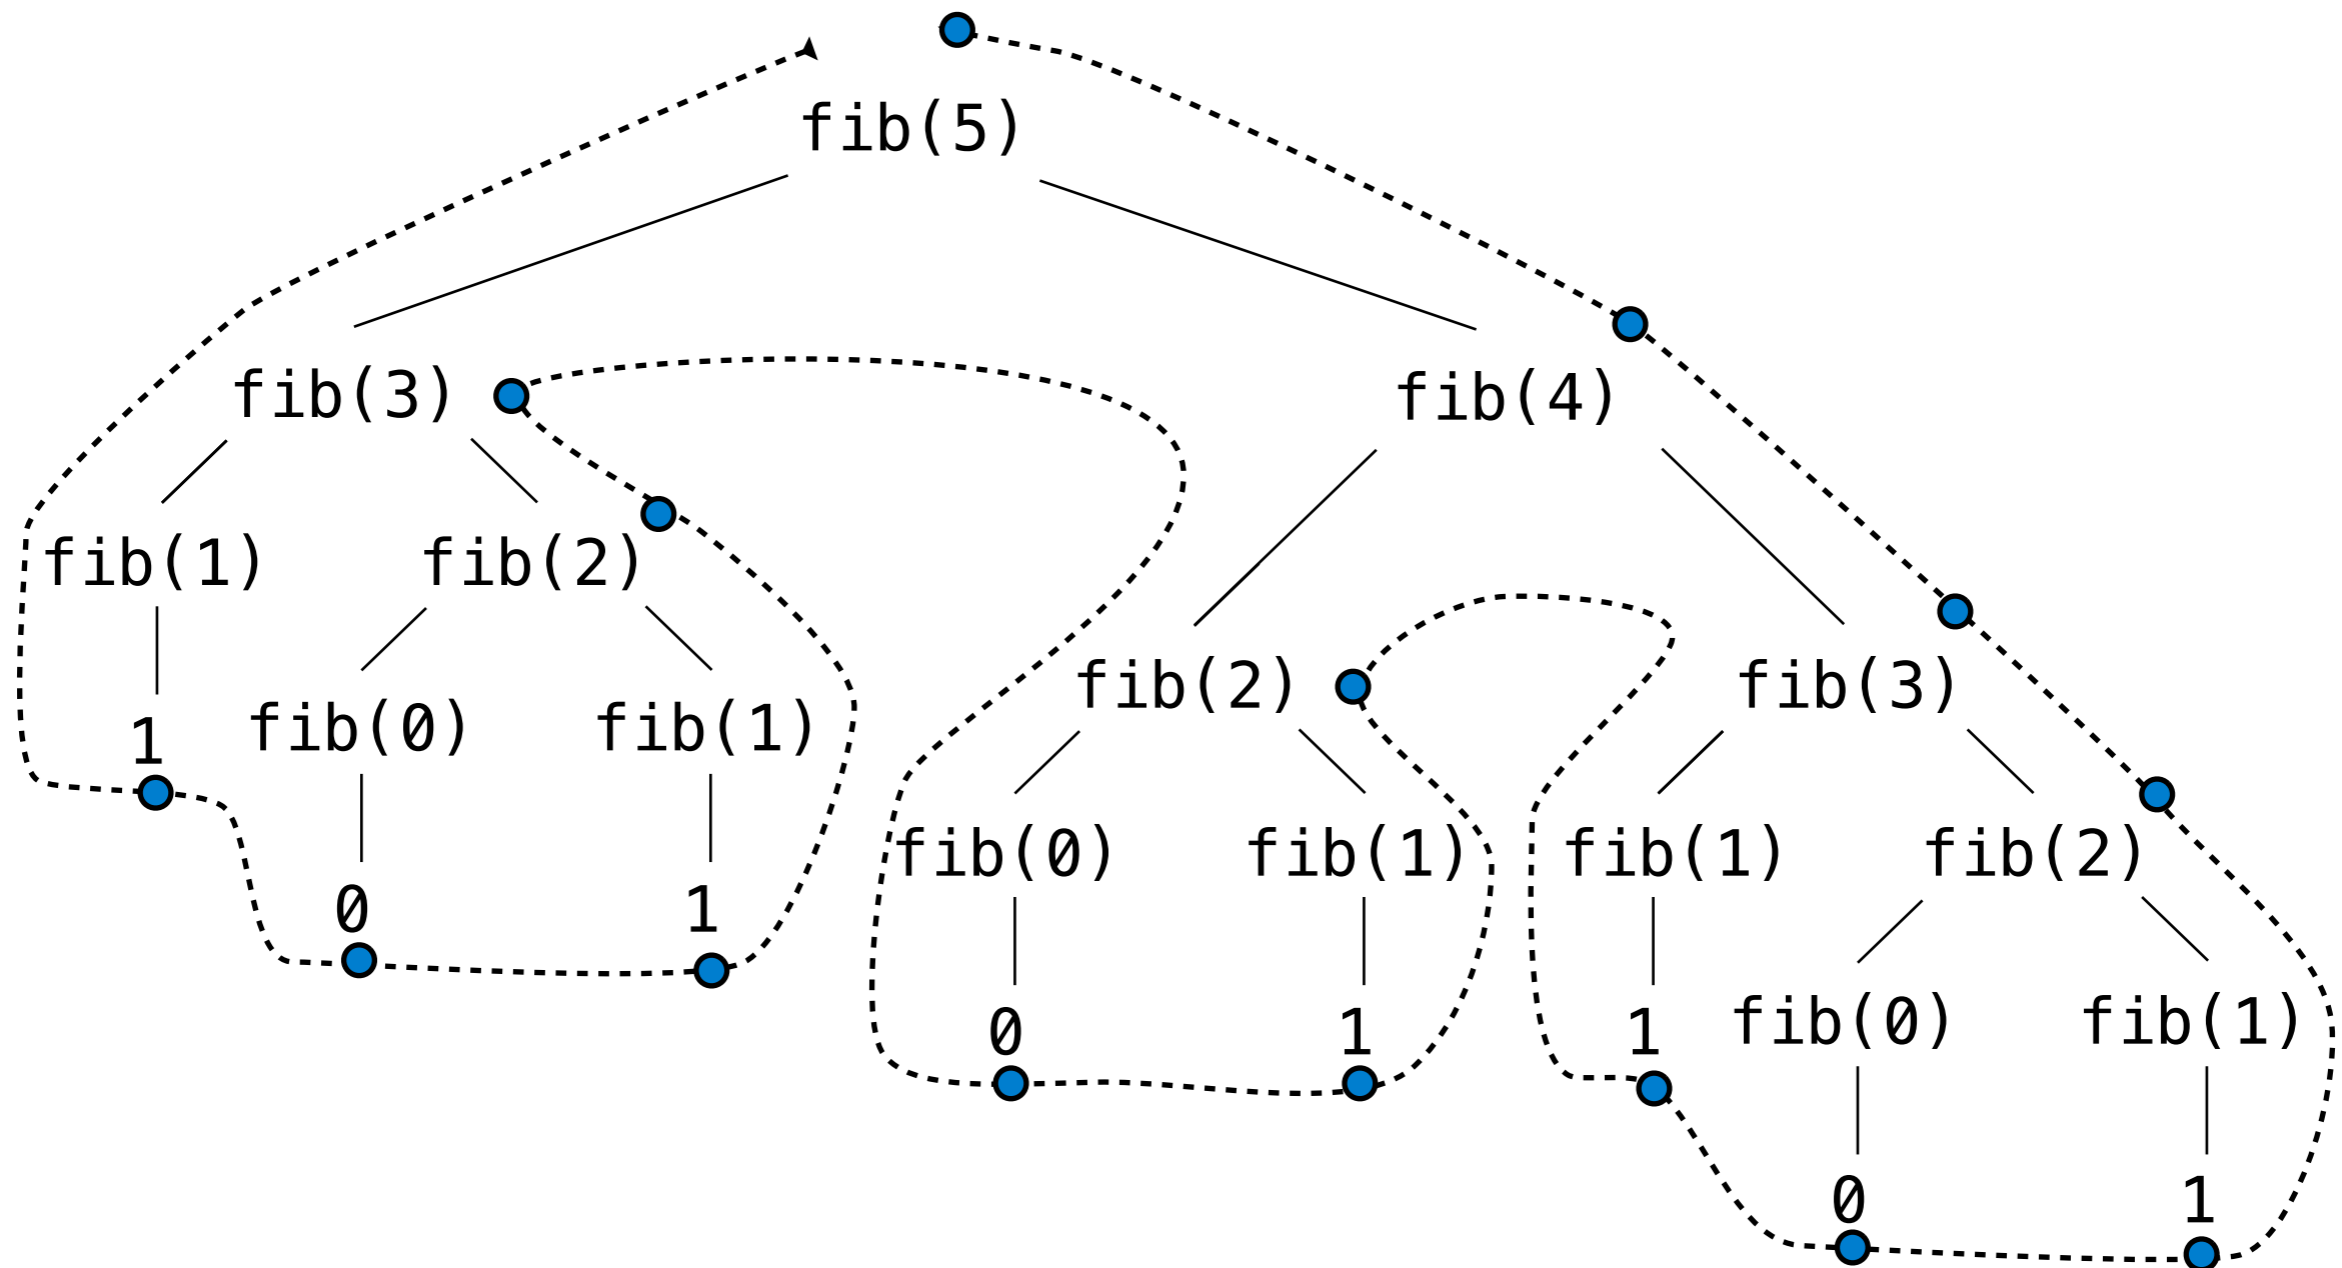 fib(5)
fib(3) fib(4)
fib(1) fib(2)
fib(2) fib(3)
1 fib(0) fib(1)
fib(0) fib(1) fib(1) fib(2)
0 1
0 1 1 fib(0) fib(1)
0 1